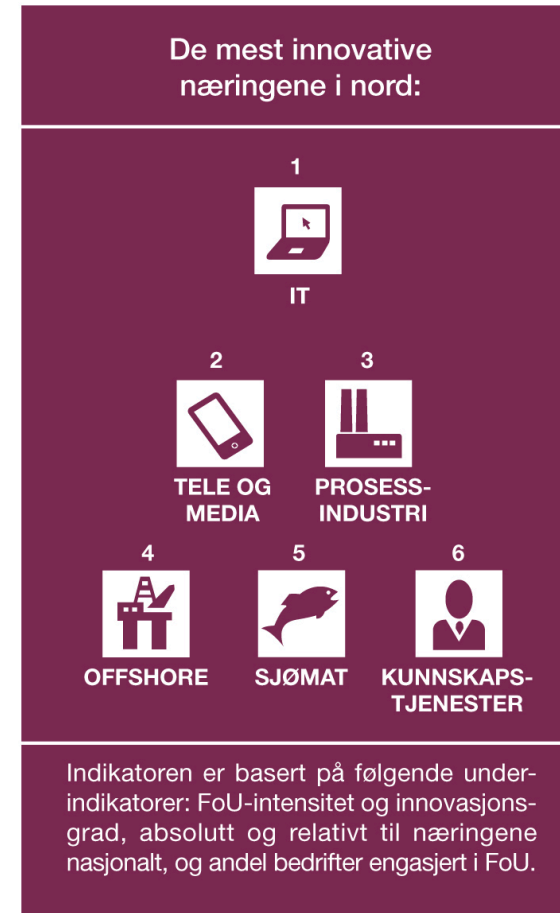 De mest innovative
næringene i nord:
1
IT
2
3
TELE OG
MEDIA
PROSESS-
INDUSTRI
4
5
6
OFFSHORE
SJØMAT
KUNNSKAPS-
TJENESTER
Indikatoren er basert på følgende under-
indikatorer: FoU-intensitet og innovasjons-
grad, absolutt og relativt til næringene
nasjonalt, og andel bedrifter engasjert i FoU.